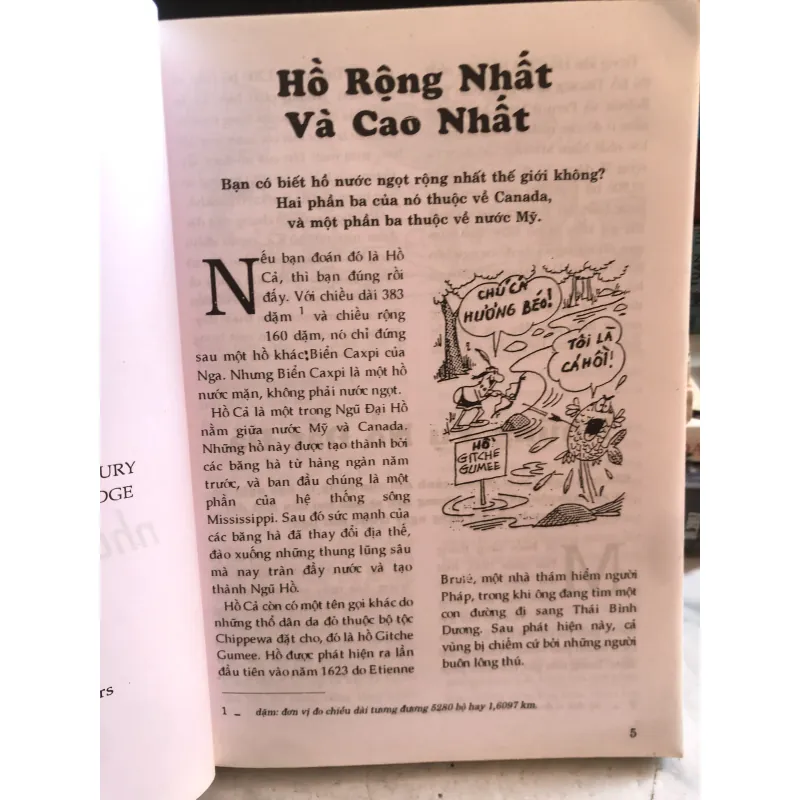 Hồ Rộng Nhất
Và Cao Nhất
Bạn có biết hồ nước ngọt rộng nhất thế giới không?
Hai phần ba của nó thuộc về Canada,
và một phần ba thuộc về nước Mỹ.
Nếu bạn đoán đó là Hồ
Cả, thì bạn đúng rồi
đấy. Với chiều dài 383
dặm 1 và chiều rộng
160 dặm, nó chỉ đứng
sau một hồ khác: Biển Caxpi của
Nga. Nhưng Biển Caxpi là một hồ
nước mặn, không phải nước ngọt.
Hồ Cả là một trong Ngũ Đại Hồ
nằm giữa nước Mỹ và Canada.
Những hồ này được tạo thành bởi
các băng hà từ hàng ngàn năm
trước, và ban đầu chúng là một
phần của hệ thống sông
Mississippi. Sau đó sức mạnh của
các băng hà đã thay đổi địa thế,
đào xuống những thung lũng sâu
mà nay tràn đầy nước và tạo
thành Ngũ Hồ.
Hồ Cả còn có một tên gọi khác do
những thổ dân da đỏ thuộc bộ tộc
Chippewa đặt cho, đó là hồ Gitche
Gumee. Hồ được phát hiện ra lần
đầu tiên vào năm 1623 do Etienne
CHÚ CÁ
HƯƠNG BÉO!
TÔI LÀ
CÁ HỒI!
HỒ
GITCHE
GUMEE
Brulé, một nhà thám hiểm người
Pháp, trong khi ông đang tìm một
con đường đi sang Thái Bình
Dương. Sau phát hiện này, cả
vùng bị chiếm cứ bởi những người
buôn lông thú.
1 _ dặm: đơn vị đo chiều dài tương đương 5280 bộ hay 1,6097 km.
5
URY
DGE
rs